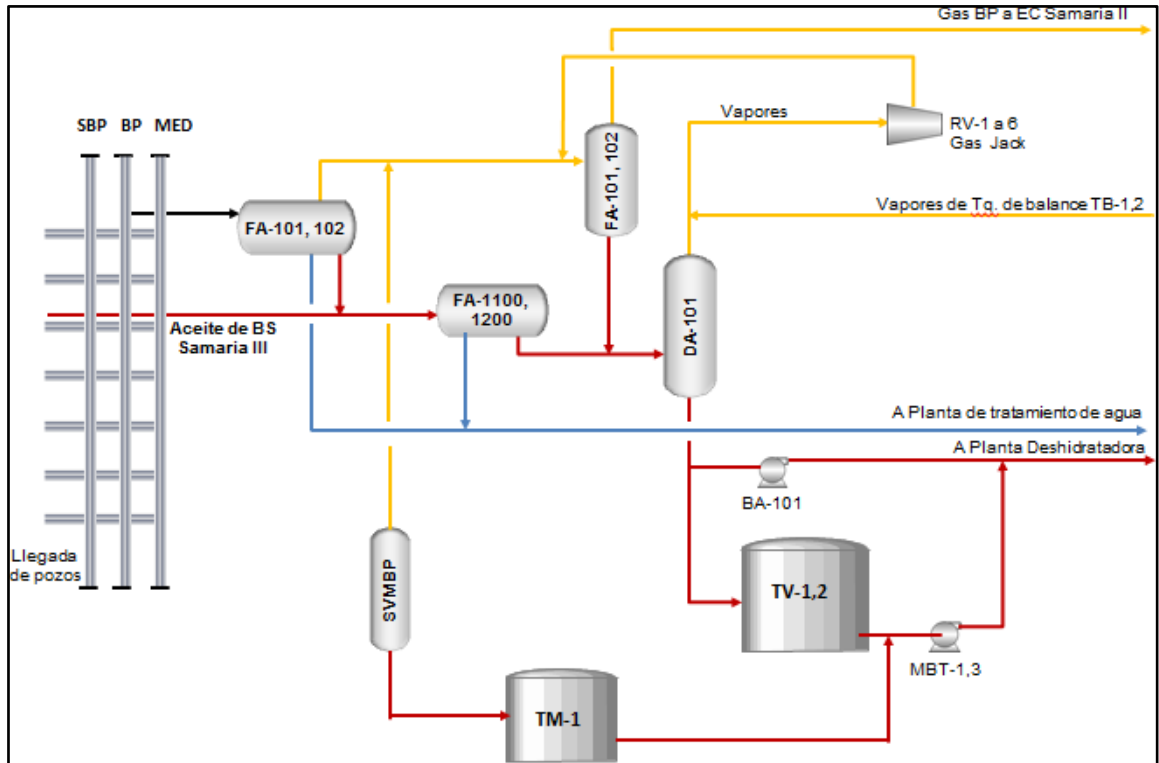 Gas BP a EC Samaria II
SBP BP MED
Vapores
RV-1 a 6
Gas Jack
FA-101, 102
FA-101, 102
Vapores de Tq. de balance TB-1,2
FA-1100,
1200
Aceite de BS
Samaria III
DA-101
A Planta de tratamiento de agua
A Planta Deshidratadora
BA-101
Llegada
de pozos
SVMBP
TV-1,2
MBT-1,3
TM-1